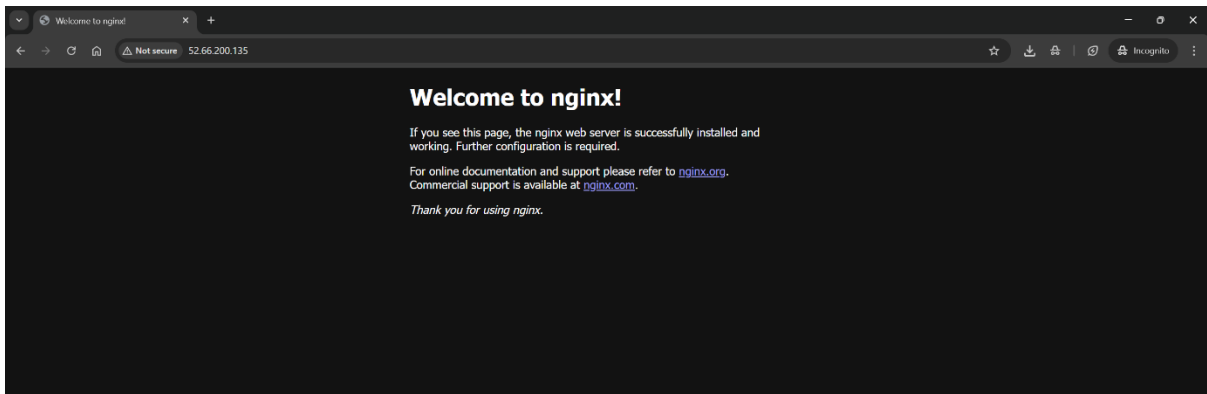 Welcome to nginx!
Not secure 52.66.200.135
Incognito
Welcome to nginx!
If you see this page, the nginx web server is successfully installed and
working. Further configuration is required.
For online documentation and support please refer to nginx.org.
Commercial support is available at nginx.com.
Thank you for using nginx.